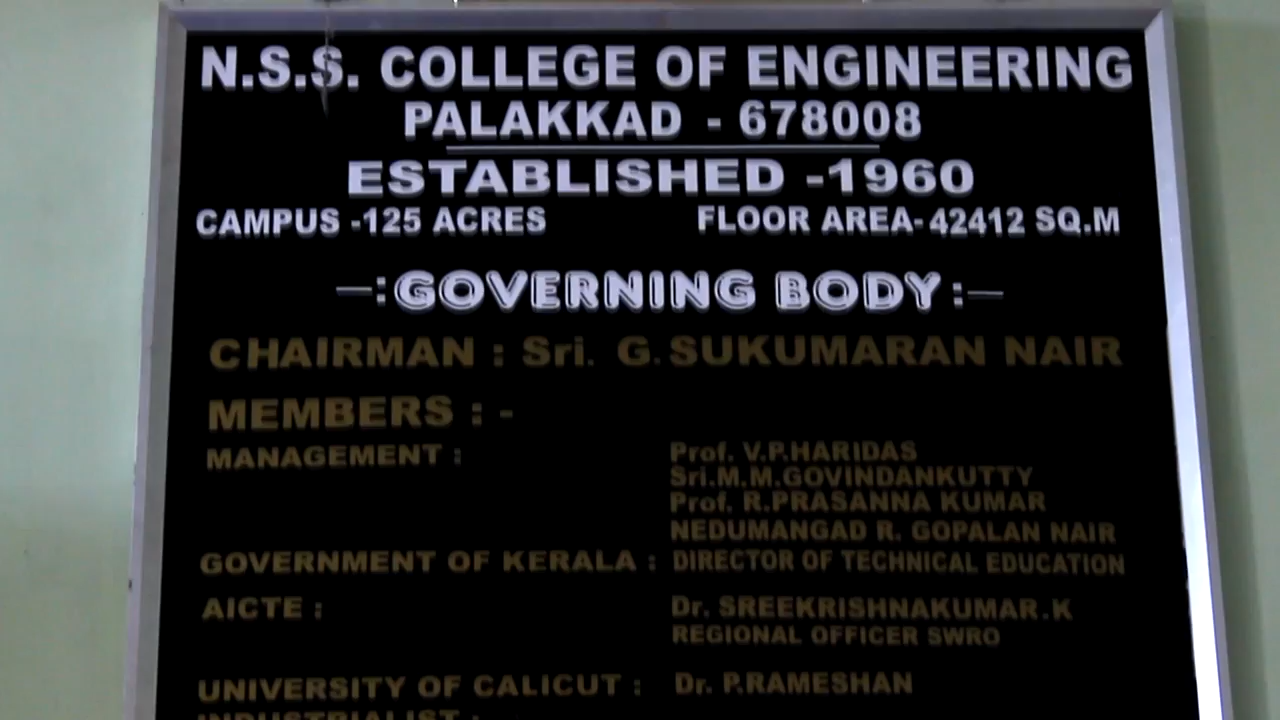 N.S.S. COLLEGE OF ENGINEERING
PALAKKAD - 678008
ESTABLISHED -1960
CAMPUS -125 ACRES FLOOR AREA- 42412 SQ.M
—:GOVERNING BODY:—
CHAIRMAN : Sri. G.SUKUMARAN NAIR
MEMBERS : -
MANAGEMENT : Prof. V.P.HARIDAS
Sri.M.M.GOVINDANKUTTY
Prof. R.PRASANNA KUMAR
NEDUMANGAD R. GOPALAN NAIR
GOVERNMENT OF KERALA : DIRECTOR OF TECHNICAL EDUCATION
AICTE : Dr. SREEKRISHNAKUMAR.K
REGIONAL OFFICER SWRO
UNIVERSITY OF CALICUT : Dr. P.RAMESHAN
INDUSTRIALIST :